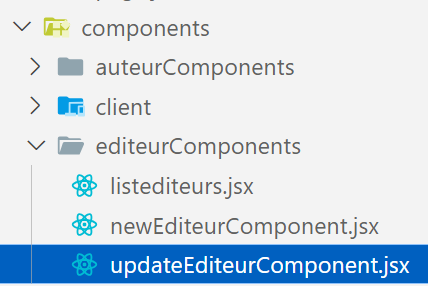 components
auteurComponents
client
editeurComponents
listediteurs.jsx
newEditeurComponent.jsx
updateEditeurComponent.jsx